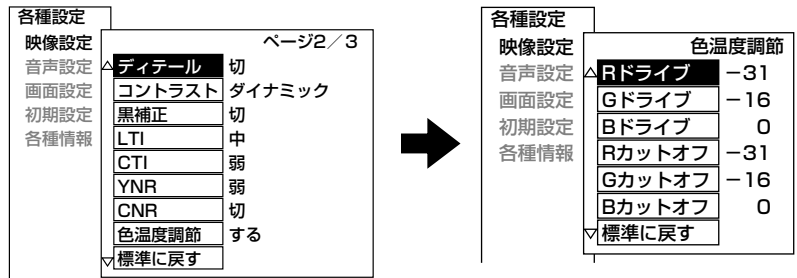 各種設定
映像設定
音声設定
画面設定
初期設定
各種情報
ページ2／3
ディテール 切
コントラスト ダイナミック
黒補正 切
LTI 中
CTI 弱
YNR 弱
CNR 切
色温度調節 する
標準に戻す
各種設定
映像設定
音声設定
画面設定
初期設定
各種情報
色温度調節
Rドライブ −31
Gドライブ −16
Bドライブ 0
Rカットオフ −31
Gカットオフ −16
Bカットオフ 0
標準に戻す